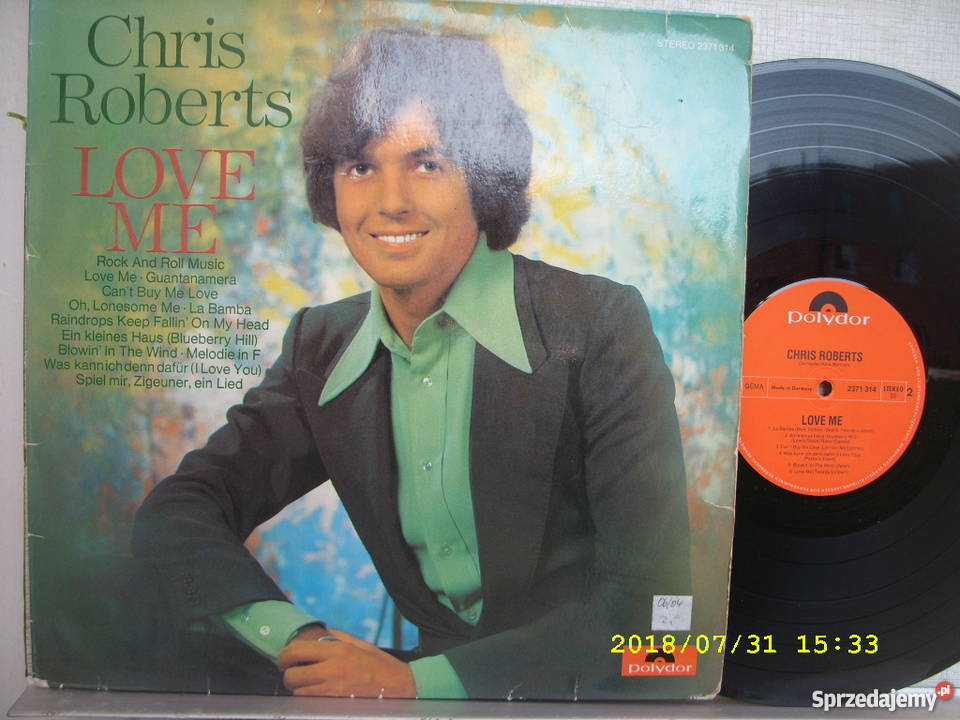 Chris
Roberts
LOVE
ME
Rock And Roll Music
Love Me · Guantanamera
Can't Buy Me Love
Oh, Lonesome Me · La Bamba
Raindrops Keep Fallin' On My Head
Ein kleines Haus (Blueberry Hill)
Blowin' In The Wind · Melodie in F
Was kann ich denn dafür (I Love You)
Spiel mir, Zigeuner, ein Lied
STEREO 2371 314
polydor
CHRIS ROBERTS
GEMA
Made in Germany
2371 314
STEREO
2
LOVE ME
06/04
2,-
2018/07/31 15:33
polydor
Sprzedajemy.pl